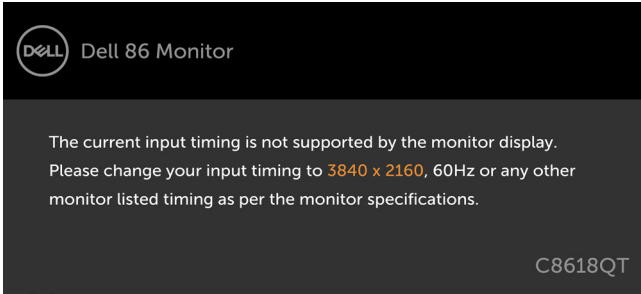 DELL Dell 86 Monitor
The current input timing is not supported by the monitor display.
Please change your input timing to 3840 x 2160, 60Hz or any other
monitor listed timing as per the monitor specifications.
C8618QT